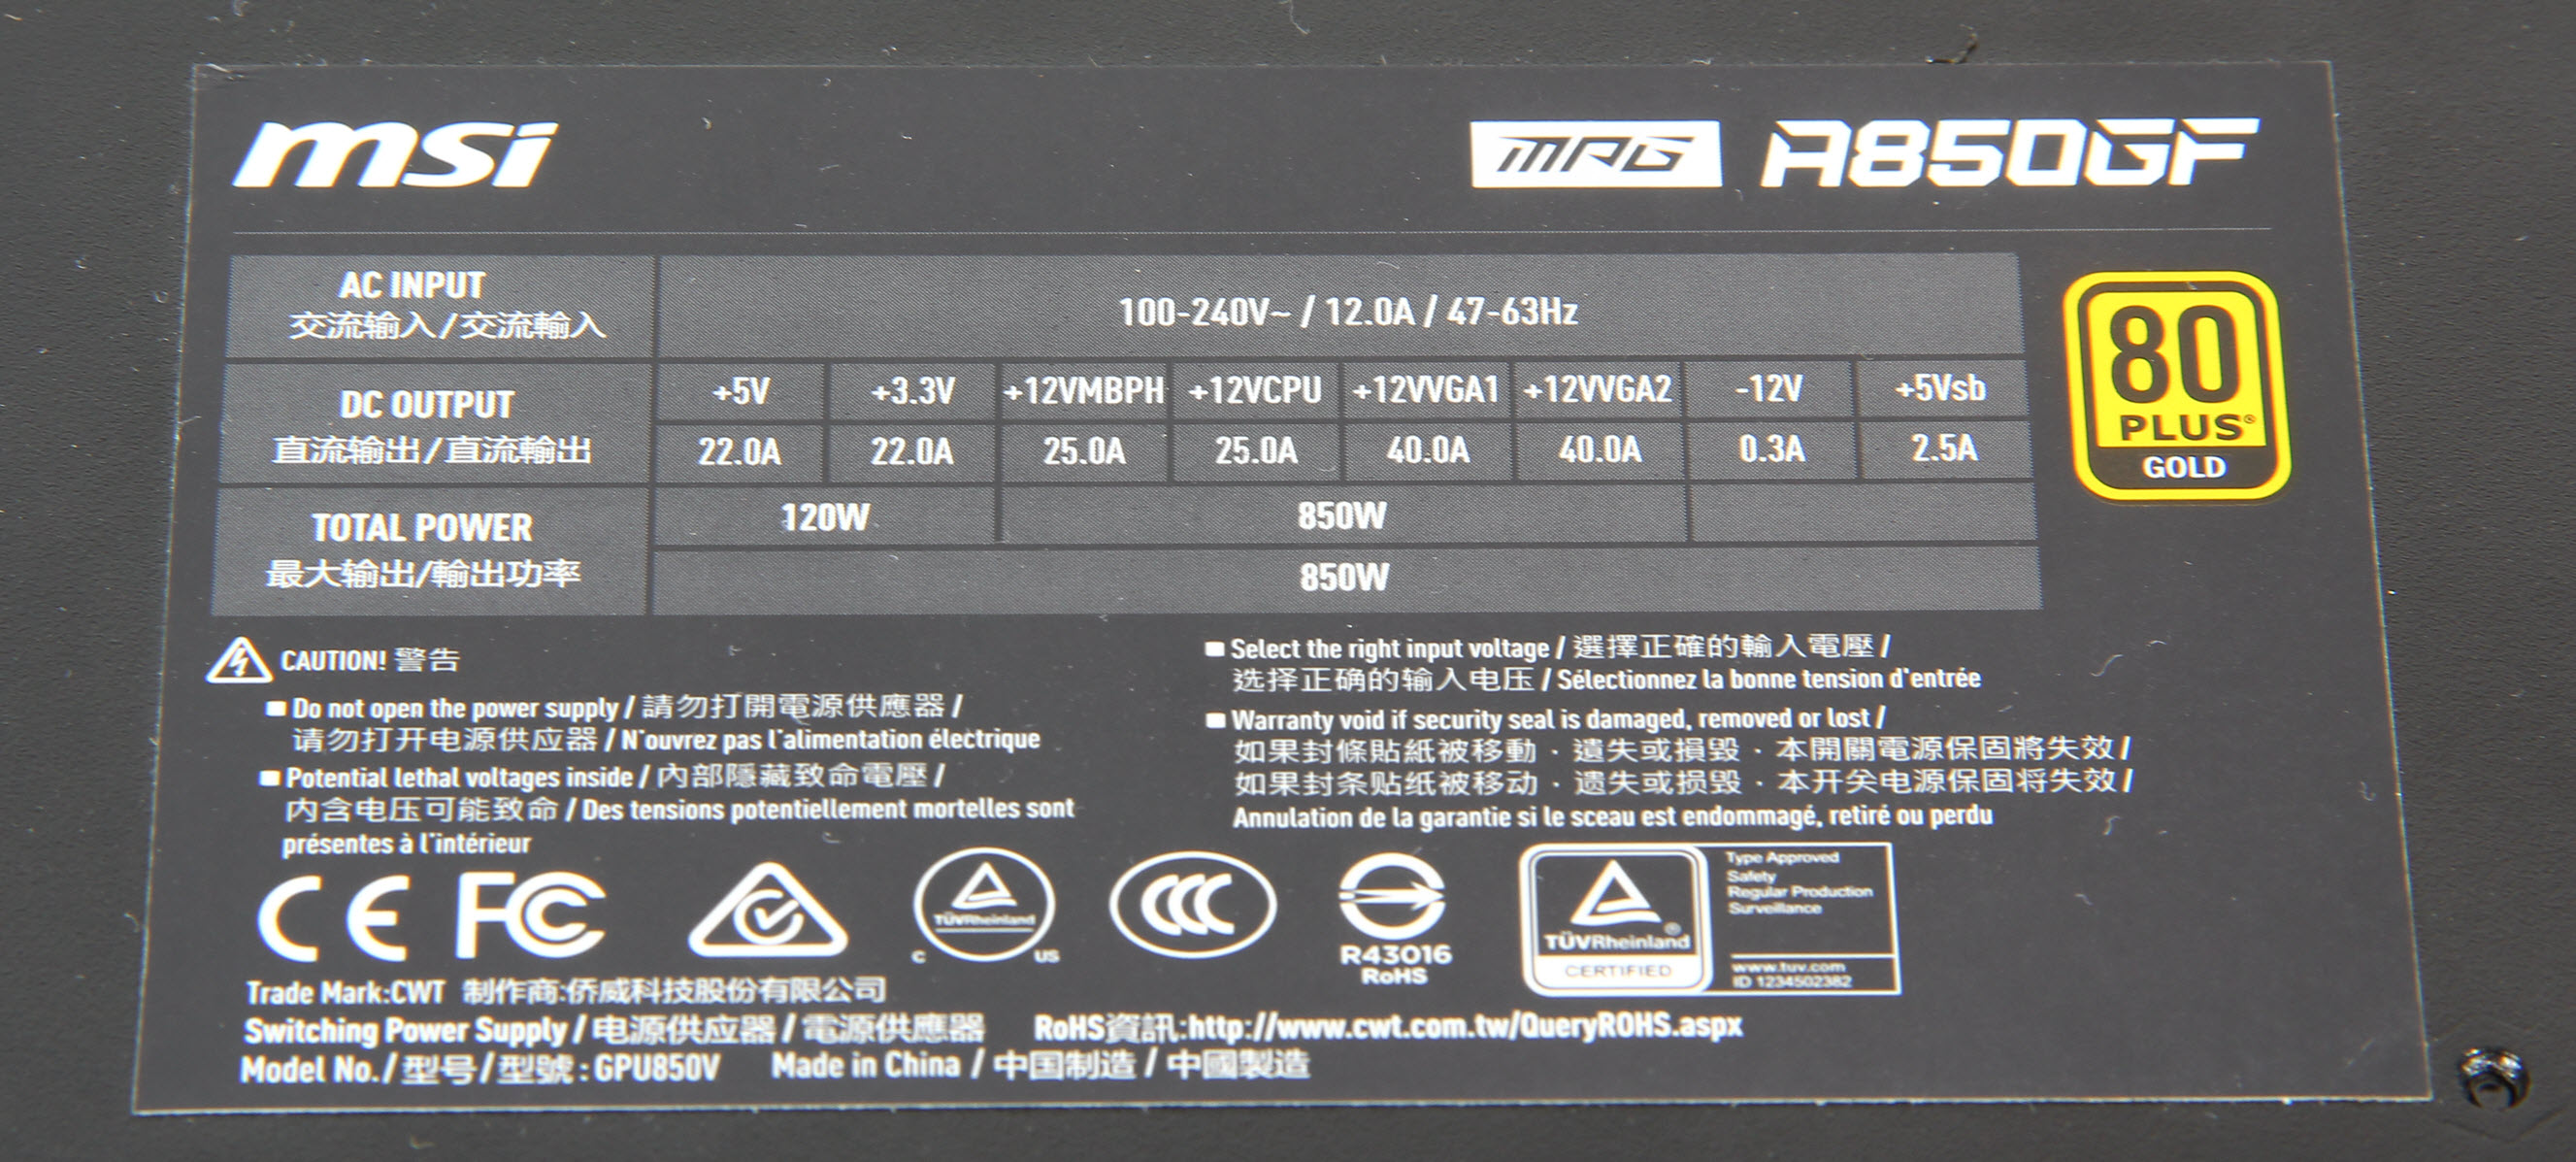 msi
MPG A850GF
AC INPUT
交流输入/交流輸入
100-240V~ / 12.0A / 47-63Hz
DC OUTPUT
直流输出/直流輸出
+5V +3.3V +12VMBPH +12VCPU +12VVGA1 +12VVGA2 -12V +5Vsb
22.0A 22.0A 25.0A 25.0A 40.0A 40.0A 0.3A 2.5A
TOTAL POWER
最大输出/輸出功率
120W 850W
850W
80
PLUS®
GOLD
CAUTION! 警告
■ Do not open the power supply / 請勿打開電源供應器 /
请勿打开电源供应器 / N'ouvrez pas l'alimentation électrique
■ Potential lethal voltages inside / 內部隱藏致命電壓 /
内含电压可能致命 / Des tensions potentiellement mortelles sont
présentes à l'intérieur
■ Select the right input voltage / 選擇正確的輸入電壓 /
选择正确的输入电压 / Sélectionnez la bonne tension d'entrée
■ Warranty void if security seal is damaged, removed or lost /
如果封條貼紙被移動﹒遺失或損毀﹒本開關電源保固將失效 /
如果封条贴纸被移动﹒遗失或损毁﹒本开关电源保固将失效 /
Annulation de la garantie si le sceau est endommagé, retiré ou perdu
CE FC
TÜVRheinland
C US
CCC
R43016
RoHS
TÜVRheinland®
CERTIFIED
Type Approved
Safety
Regular Production
Surveillance
www.tuv.com
ID 1234502382
Trade Mark:CWT 制作商:侨威科技股份有限公司
Switching Power Supply / 电源供应器 / 電源供應器 RoHS資訊:http://www.cwt.com.tw/QueryROHS.aspx
Model No./型号/型號:GPU850V Made in China / 中国制造 / 中國製造